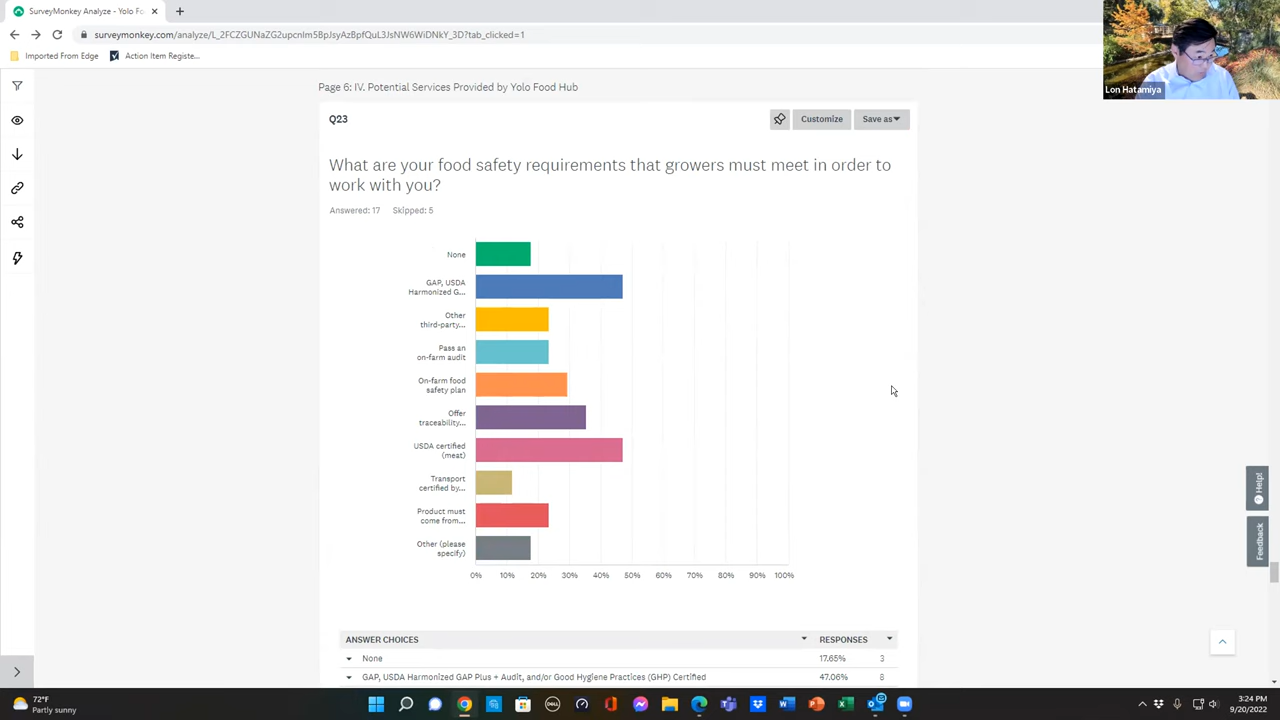 SurveyMonkey Analyze - Yolo Fo
surveymonkey.com/analyze/L_2FCZGUNaZG2upcnlm5BpJsyAzBpfQuL3JsNW6WiDNkY_3D?tab_clicked=1
Imported From Edge
Action Item Registe...
Lon Hatamiya
Page 6: IV. Potential Services Provided by Yolo Food Hub
Q23
Customize
Save as
What are your food safety requirements that growers must meet in order to
work with you?
Answered: 17 Skipped: 5
None
GAP, USDA
Harmonized G...
Other
third-party...
Pass an
on-farm audit
On-farm food
safety plan
Offer
traceability...
USDA certified
(meat)
Transport
certified by...
Product must
come from...
Other (please
specify)
0% 10% 20% 30% 40% 50% 60% 70% 80% 90% 100%
Help!
Feedback
ANSWER CHOICES RESPONSES
None 17.65% 3
GAP, USDA Harmonized GAP Plus + Audit, and/or Good Hygiene Practices (GHP) Certified 47.06% 8
72°F
Partly sunny
3:24 PM
9/20/2022